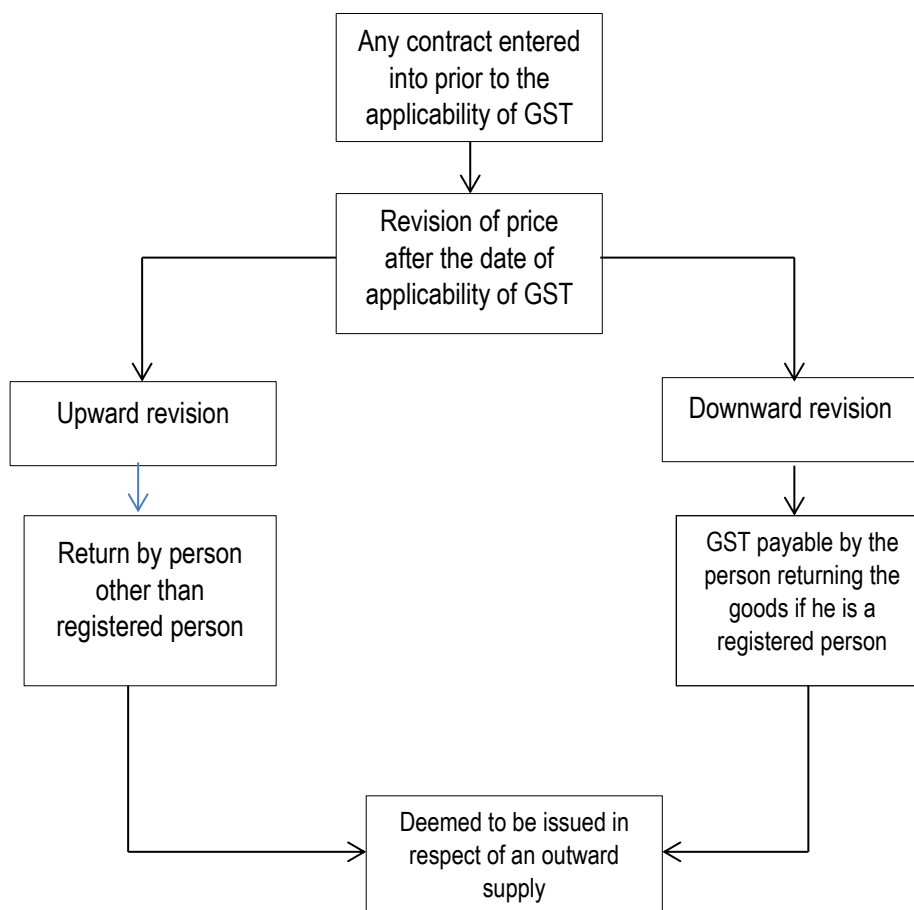 Any contract entered
into prior to the
applicability of GST
Revision of price
after the date of
applicability of GST
Upward revision
Downward revision
Return by person
other than
registered person
GST payable by the
person returning the
goods if he is a
registered person
Deemed to be issued in
respect of an outward
supply